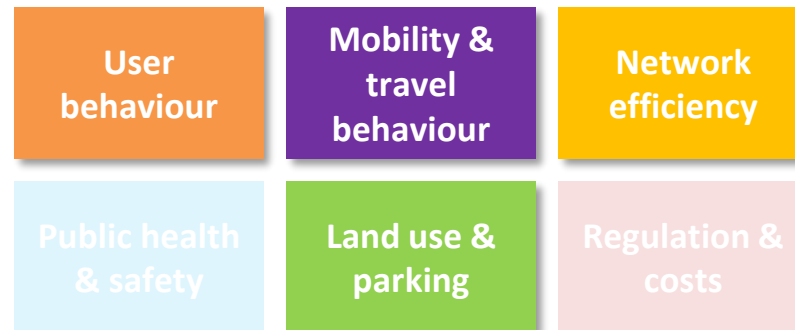 User
behaviour
Mobility &
travel
behaviour
Network
efficiency
Public health
& safety
Land use &
parking
Regulation &
costs